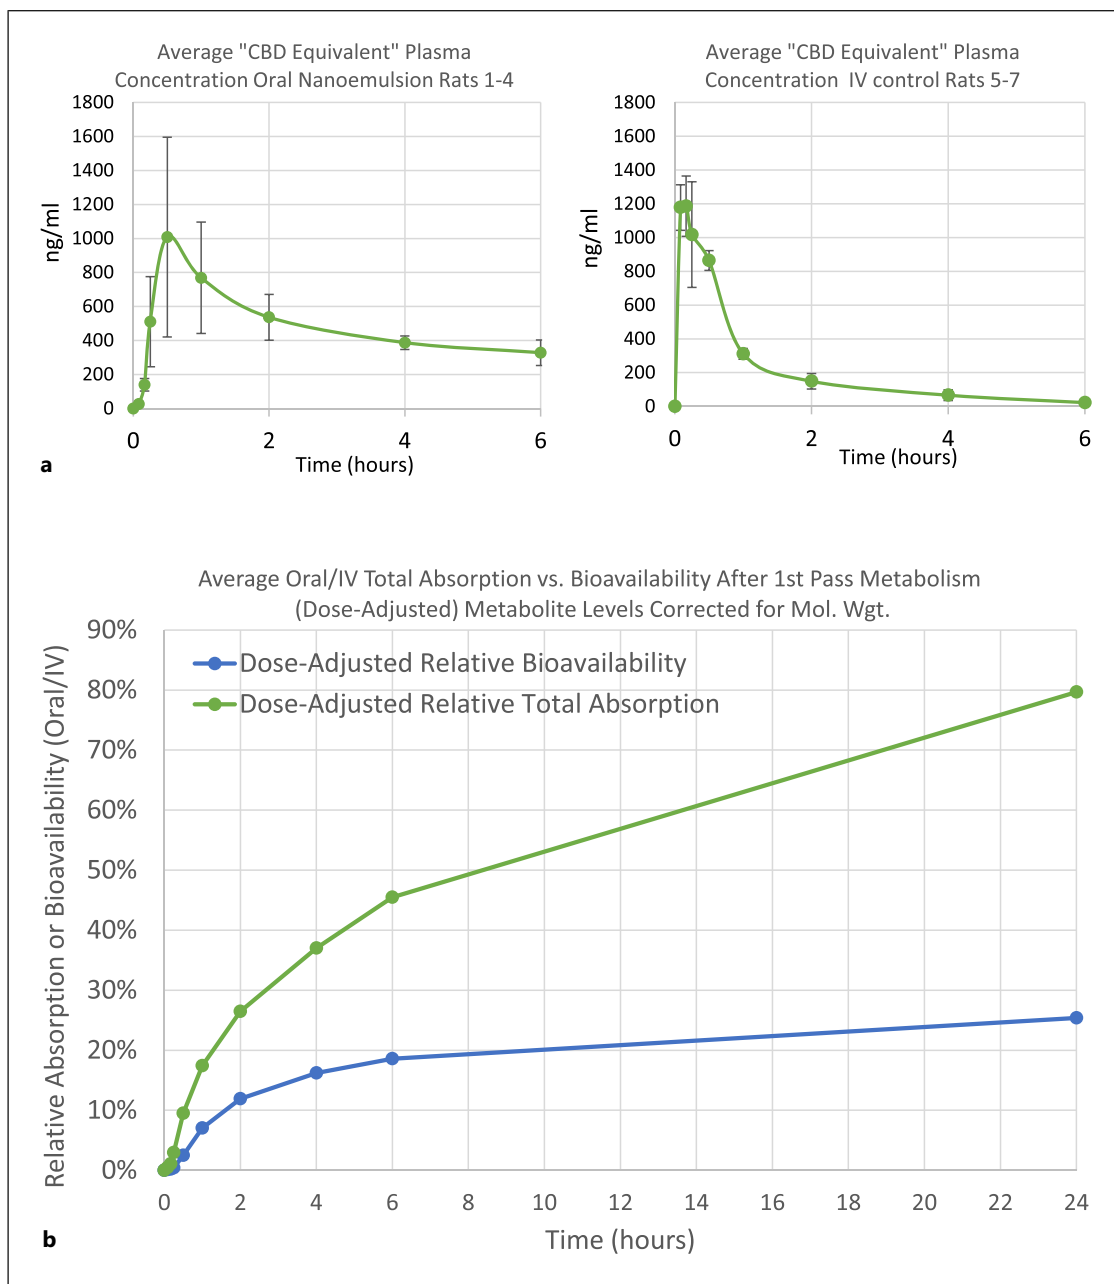 Average "CBD Equivalent" Plasma
Concentration Oral Nanoemulsion Rats 1-4
1800
1600
1400
1200
1000
800
600
400
200
0
ng/ml
0 2 4 6
Time (hours)
a
Average "CBD Equivalent" Plasma
Concentration IV control Rats 5-7
1800
1600
1400
1200
1000
800
600
400
200
0
ng/ml
0 2 4 6
Time (hours)
Average Oral/IV Total Absorption vs. Bioavailability After 1st Pass Metabolism
(Dose-Adjusted) Metabolite Levels Corrected for Mol. Wgt.
90%
80%
70%
60%
50%
40%
30%
20%
10%
0%
Relative Absorption or Bioavailability (Oral/IV)
Dose-Adjusted Relative Bioavailability
Dose-Adjusted Relative Total Absorption
0 2 4 6 8 10 12 14 16 18 20 22 24
Time (hours)
b